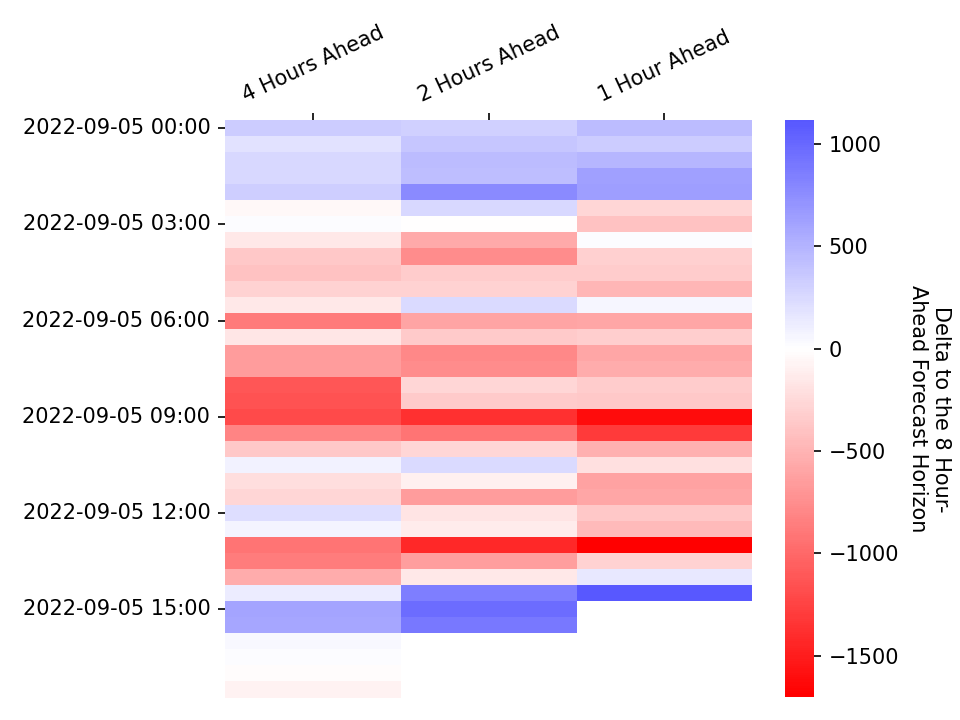 4 Hours Ahead
2 Hours Ahead
1 Hour Ahead
2022-09-05 00:00
2022-09-05 03:00
2022-09-05 06:00
2022-09-05 09:00
2022-09-05 12:00
2022-09-05 15:00
1000
500
0
−500
−1000
−1500
Delta to the 8 Hour-
Ahead Forecast Horizon